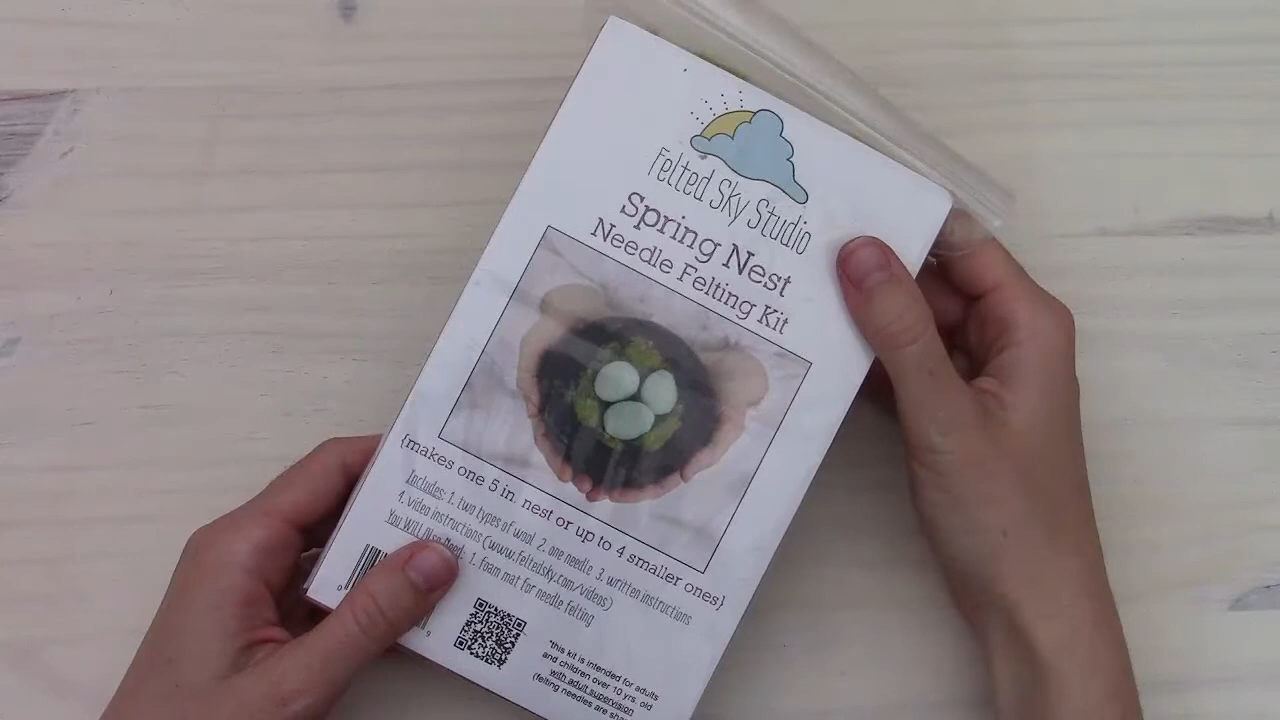 Felted Sky Studio
Spring Nest
Needle Felting Kit
{makes one 5 in. nest or up to 4 smaller ones}
Includes: 1. two types of wool 2. one needle 3. written instructions
4. video instructions (www.feltedsky.com/videos)
You Will Also Need: 1. foam mat for needle felting
*this kit is intended for adults
and children over 10 yrs. old
with adult supervision
(felting needles are